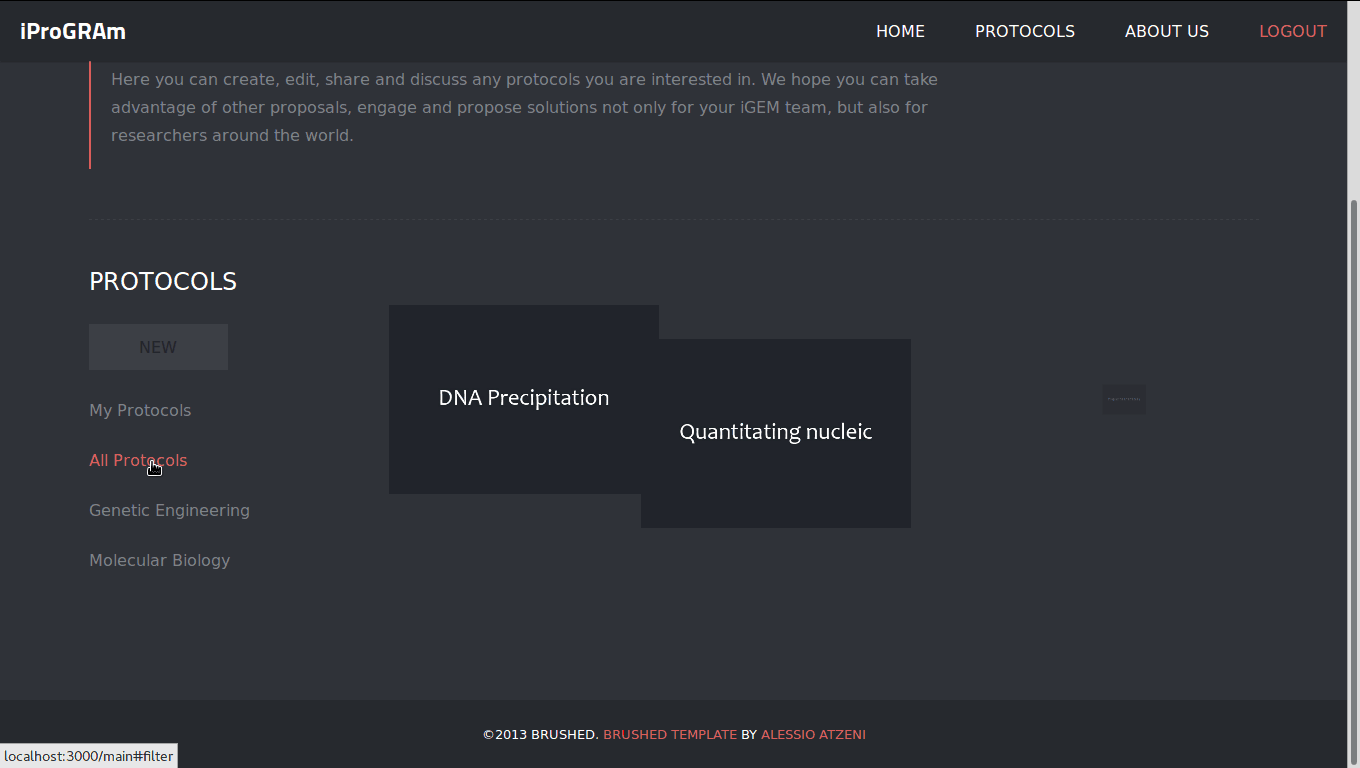 iProGRAm
HOME PROTOCOLS ABOUT US LOGOUT
Here you can create, edit, share and discuss any protocols you are interested in. We hope you can take
advantage of other proposals, engage and propose solutions not only for your iGEM team, but also for
researchers around the world.
PROTOCOLS
NEW
My Protocols
All Protocols
Genetic Engineering
Molecular Biology
DNA Precipitation
Quantitating nucleic
©2013 BRUSHED. BRUSHED TEMPLATE BY ALESSIO ATZENI
localhost:3000/main#filter